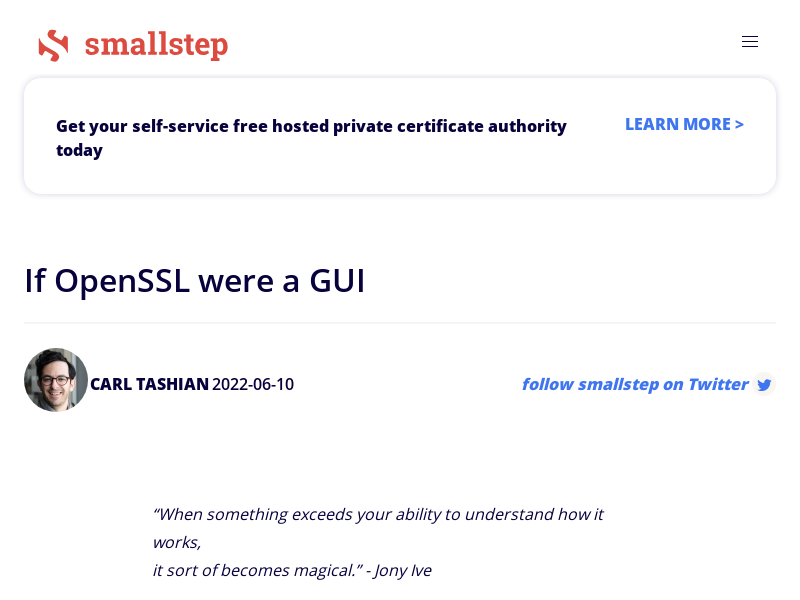 smallstep
Get your self-service free hosted private certificate authority
today
LEARN MORE >
If OpenSSL were a GUI
CARL TASHIAN 2022-06-10
follow smallstep on Twitter
“When something exceeds your ability to understand how it
works,
it sort of becomes magical.” - Jony Ive